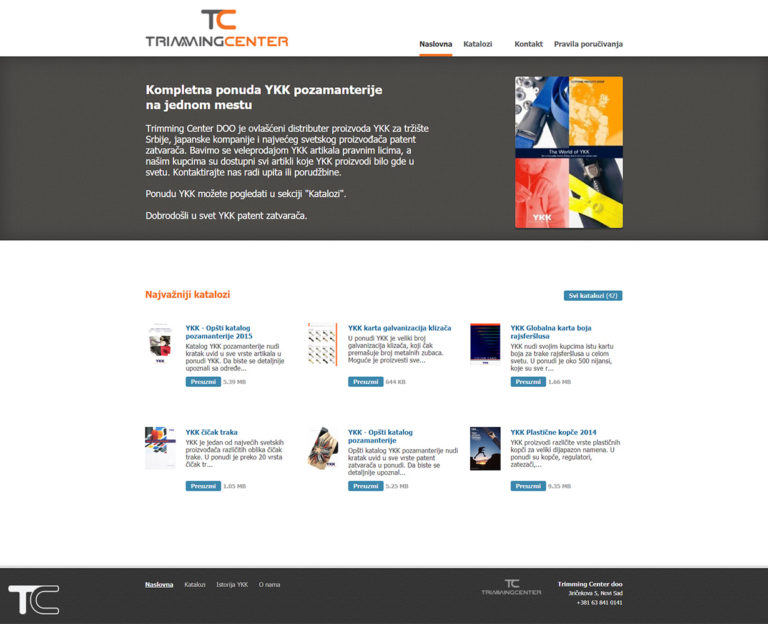 TC
TRIMMINGCENTER
Naslovna Katalozi Kontakt Pravila poručivanja
Kompletna ponuda YKK pozamanterije
na jednom mestu
Trimming Center DOO je ovlašćeni distributer proizvoda YKK za tržište
Srbije, japanske kompanije i najvećeg svetskog proizvođača patent
zatvarača. Bavimo se veleprodajom YKK artikala pravnim licima, a
našim kupcima su dostupni svi artikli koje YKK proizvodi bilo gde u
svetu. Kontaktirajte nas radi upita ili porudžbine.
Ponudu YKK možete pogledati u sekciji "Katalozi".
Dobrodošli u svet YKK patent zatvarača.
The World of YKK
YKK
Najvažniji katalozi
Svi katalozi (42)
YKK - Opšti katalog
pozamanterije 2015
Katalog YKK pozamanterije nudi
kratak uvid u sve vrste artikala u
ponudi YKK. Da biste se detaljnije
upoznali sa određe...
Preuzmi 5.39 MB
YKK karta galvanizacija klizača
U ponudi YKK je veliki broj
galvanizacija klizača, koji čak
premašuje broj metalnih zubaca.
Moguće je proizvesti sve...
Preuzmi 644 KB
YKK Globalna karta boja
rajsferšlusa
YKK nudi svojim kupcima istu kartu
boja za trake rajsferšlusa u celom
svetu. U ponudi je oko 500 nijansi,
koje su sve r...
Preuzmi 1.66 MB
YKK čičak traka
YKK je jedan od najvećih svetskih
proizvođača različitih oblika čičak
trake. U ponudi je preko 20 vrsta
čičak tr...
Preuzmi 1.05 MB
YKK - Opšti katalog
pozamanterije
Opšti katalog YKK pozamanterije nudi
kratak uvid u sve vrste patent
zatvarača u ponudi. Da biste se
detaljnije upoznal...
Preuzmi 5.25 MB
YKK Plastične kopče 2014
YKK proizvodi različite vrste plastičnih
kopči za veliki dijapazon namena. U
ponudi su kopče, regulatori,
zatezači,...
Preuzmi 9.35 MB
Naslovna Katalozi Istorija YKK O nama
TC
TRIMMINGCENTER
Trimming Center doo
Jiričekova 5, Novi Sad
+381 63 841 0141
TC